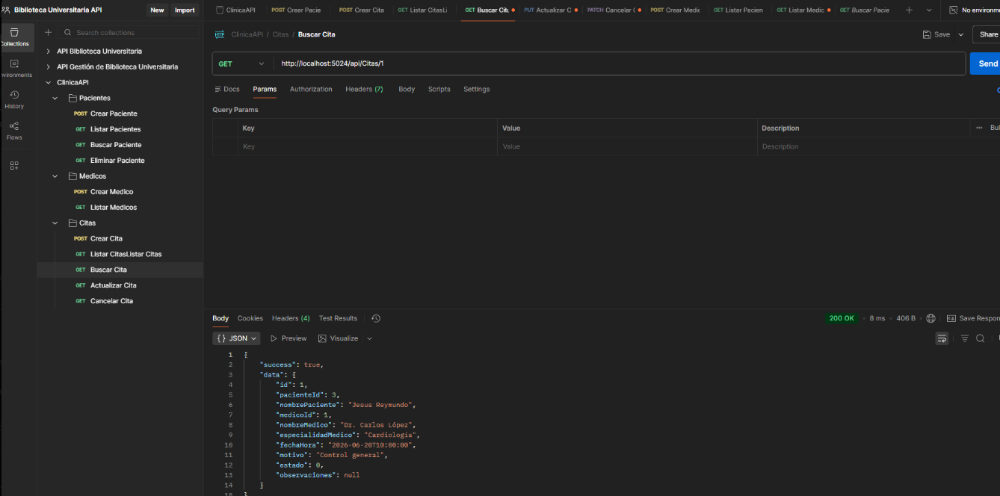 Biblioteca Universitaria API New Import
ClinicaAPI POST Crear Pacie POST Crear Cita GET Listar CitasLi GET Buscar Cita PUT Actualizar C PATCH Cancelar POST Crear Medic GET Listar Pacien GET Listar Medic GET Buscar Pacie No environm
Collections
Search collections
ClinicaAPI / Citas / Buscar Cita
Save Share
API Biblioteca Universitaria
API Gestión de Biblioteca Universitaria
ClinicaAPI
nvironments
History
Flows
Pacientes
POST Crear Paciente
GET Listar Pacientes
GET Buscar Paciente
GET Eliminar Paciente
Medicos
POST Crear Medico
GET Listar Medicos
Citas
POST Crear Cita
GET Listar CitasListar Citas
GET Buscar Cita
GET Actualizar Cita
GET Cancelar Cita
GET http://localhost:5024/api/Citas/1 Send
Docs Params Authorization Headers (7) Body Scripts Settings
Query Params
Key Value Description Bul
Key Value Description
Body Cookies Headers (4) Test Results 200 OK • 8 ms • 406 B Save Respon
{} JSON Preview Visualize
1 {
2 "success": true,
3 "data": {
4 "id": 1,
5 "pacienteId": 3,
6 "nombrePaciente": "Jesus Reymundo",
7 "medicoId": 1,
8 "nombreMedico": "Dr. Carlos López",
9 "especialidadMedico": "Cardiología",
10 "fechaHora": "2026-06-20T10:00:00",
11 "motivo": "Control general",
12 "estado": 0,
13 "observaciones": null
14 }
15 }